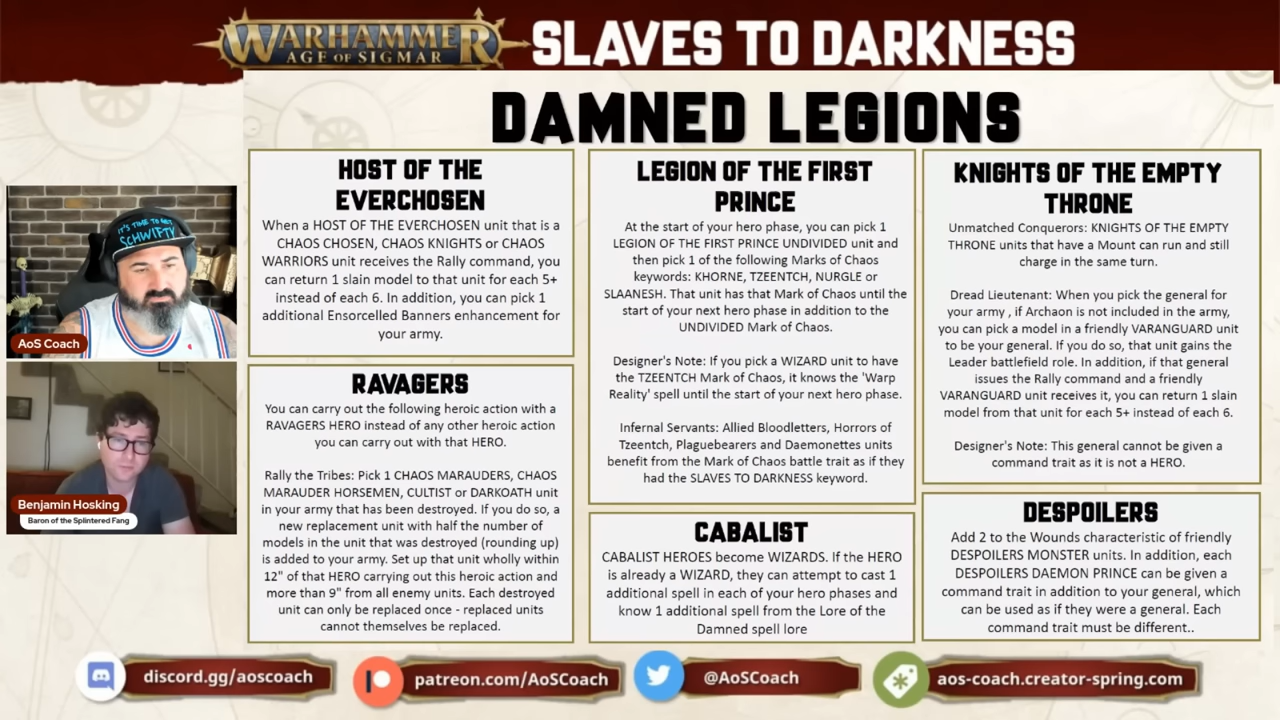 WARHAMMER
AGE OF SIGMAR
SLAVES TO DARKNESS
DAMNED LEGIONS
HOST OF THE
EVERCHOSEN
When a HOST OF THE EVERCHOSEN unit that is a
CHAOS CHOSEN, CHAOS KNIGHTS or CHAOS
WARRIORS unit receives the Rally command, you
can return 1 slain model to that unit for each 5+
instead of each 6. In addition, you can pick 1
additional Ensorcelled Banners enhancement for
your army.
RAVAGERS
You can carry out the following heroic action with a
RAVAGERS HERO instead of any other heroic action
you can carry out with that HERO.
Rally the Tribes: Pick 1 CHAOS MARAUDERS, CHAOS
MARAUDER HORSEMEN, CULTIST or DARKOATH unit
in your army that has been destroyed. If you do so, a
new replacement unit with half the number of
models in the unit that was destroyed (rounding up)
is added to your army. Set up that unit wholly within
12" of that HERO carrying out this heroic action and
more than 9" from all enemy units. Each destroyed
unit can only be replaced once - replaced units
cannot themselves be replaced.
LEGION OF THE FIRST
PRINCE
At the start of your hero phase, you can pick 1
LEGION OF THE FIRST PRINCE UNDIVIDED unit and
then pick 1 of the following Marks of Chaos
keywords: KHORNE, TZEENTCH, NURGLE or
SLAANESH. That unit has that Mark of Chaos until the
start of your next hero phase in addition to the
UNDIVIDED Mark of Chaos.
Designer's Note: If you pick a WIZARD unit to have
the TZEENTCH Mark of Chaos, it knows the 'Warp
Reality' spell until the start of your next hero phase.
Infernal Servants: Allied Bloodletters, Horrors of
Tzeentch, Plaguebearers and Daemonettes units
benefit from the Mark of Chaos battle trait as if they
had the SLAVES TO DARKNESS keyword.
CABALIST
CABALIST HEROES become WIZARDS. If the HERO
is already a WIZARD, they can attempt to cast 1
additional spell in each of your hero phases and
know 1 additional spell from the Lore of the
Damned spell lore
KNIGHTS OF THE EMPTY
THRONE
Unmatched Conquerors: KNIGHTS OF THE EMPTY
THRONE units that have a Mount can run and still
charge in the same turn.
Dread Lieutenant: When you pick the general for
your army , if Archaon is not included in the army,
you can pick a model in a friendly VARANGUARD unit
to be your general. If you do so, that unit gains the
Leader battlefield role. In addition, if that general
issues the Rally command and a friendly
VARANGUARD unit receives it, you can return 1 slain
model from that unit for each 5+ instead of each 6.
Designer's Note: This general cannot be given a
command trait as it is not a HERO.
DESPOILERS
Add 2 to the Wounds characteristic of friendly
DESPOILERS MONSTER units. In addition, each
DESPOILERS DAEMON PRINCE can be given a
command trait in addition to your general, which
can be used as if they were a general. Each
command trait must be different..
IT'S TIME TO GET
SCHWIFTY
AoS Coach
Benjamin Hosking
Baron of the Splintered Fang
discord.gg/aoscoach
patreon.com/AoSCoach
@AoSCoach
aos-coach.creator-spring.com